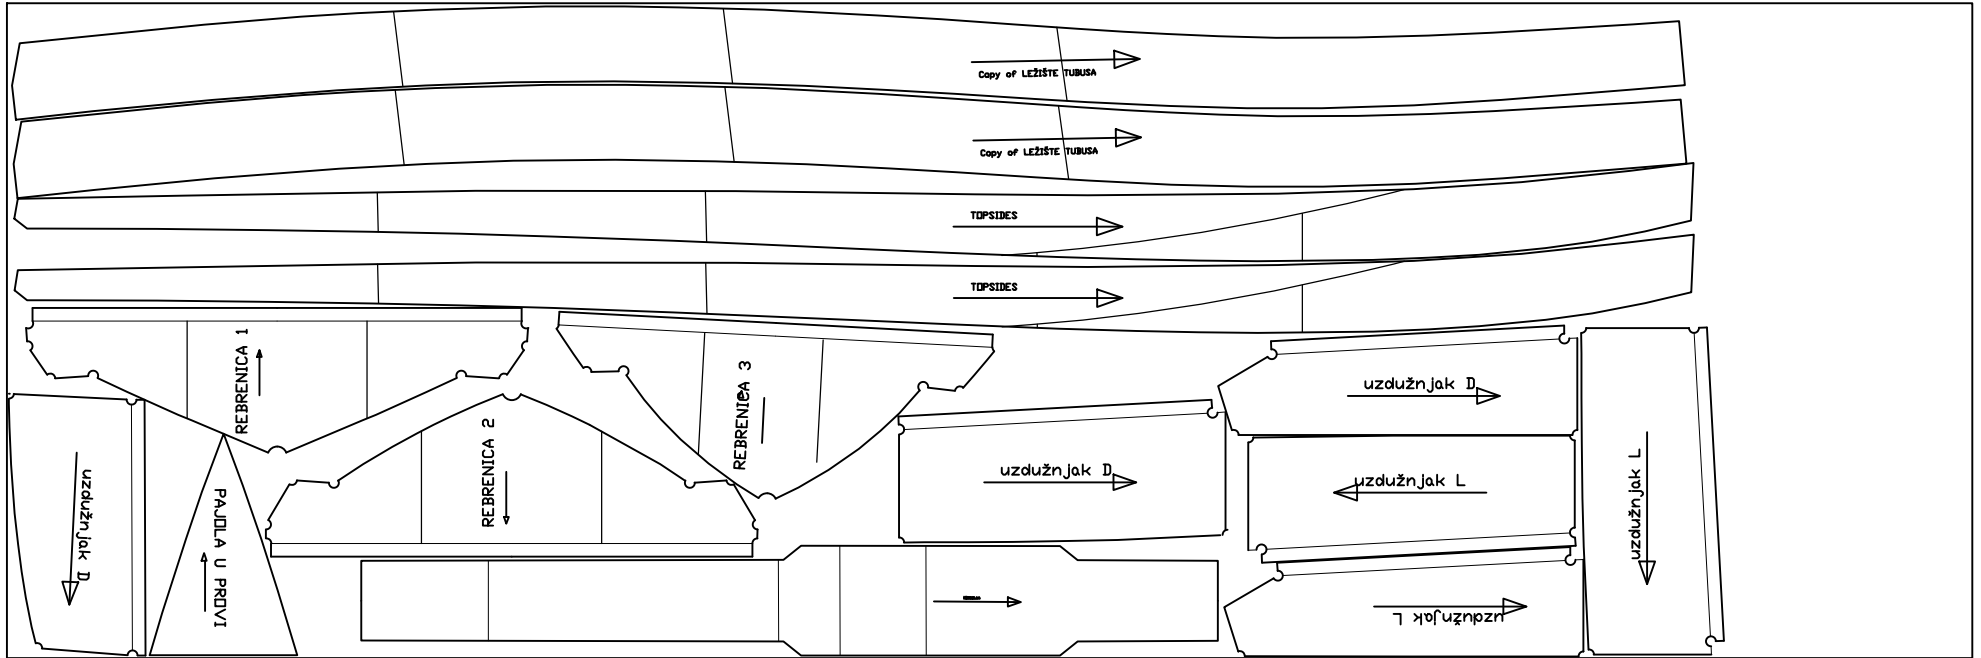 Copy of LEŽIŠTE TUBUSA
Copy of LEŽIŠTE TUBUSA
TOPSIDES
TOPSIDES
REBRENICA 1
REBRENICA 3
REBRENICA 2
uzdužnjak D
uzdužnjak D
uzdužnjak L
uzdužnjak L
uzdužnjak D
PAJOLA U PROVI
uzdužnjak L